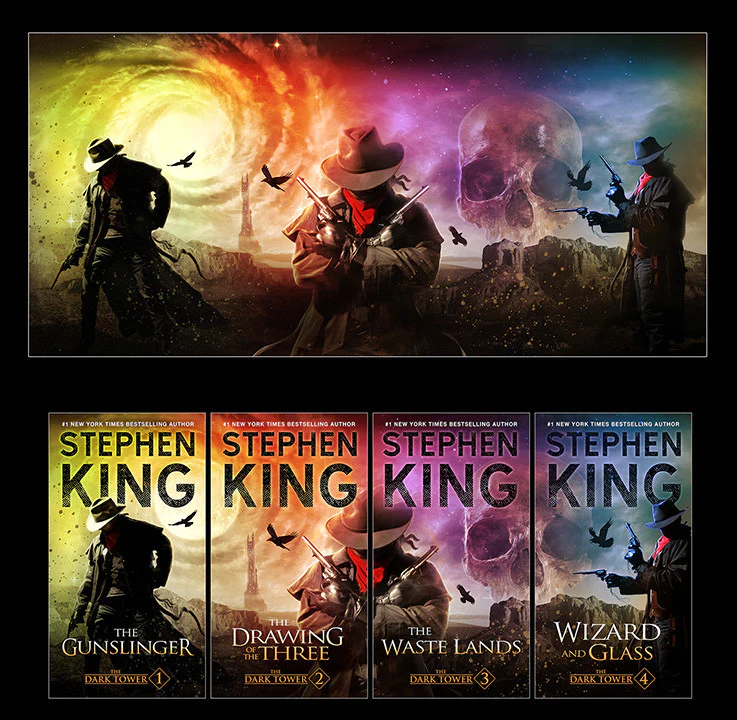 #1 NEW YORK TIMES BESTSELLING AUTHOR
STEPHEN
KING
THE
GUNSLINGER
THE
DARK TOWER 1
#1 NEW YORK TIMES BESTSELLING AUTHOR
STEPHEN
KING
THE
DRAWING
OF THE THREE
THE
DARK TOWER 2
#1 NEW YORK TIMES BESTSELLING AUTHOR
STEPHEN
KING
THE
WASTE LANDS
THE
DARK TOWER 3
#1 NEW YORK TIMES BESTSELLING AUTHOR
STEPHEN
KING
WIZARD
AND GLASS
THE
DARK TOWER 4